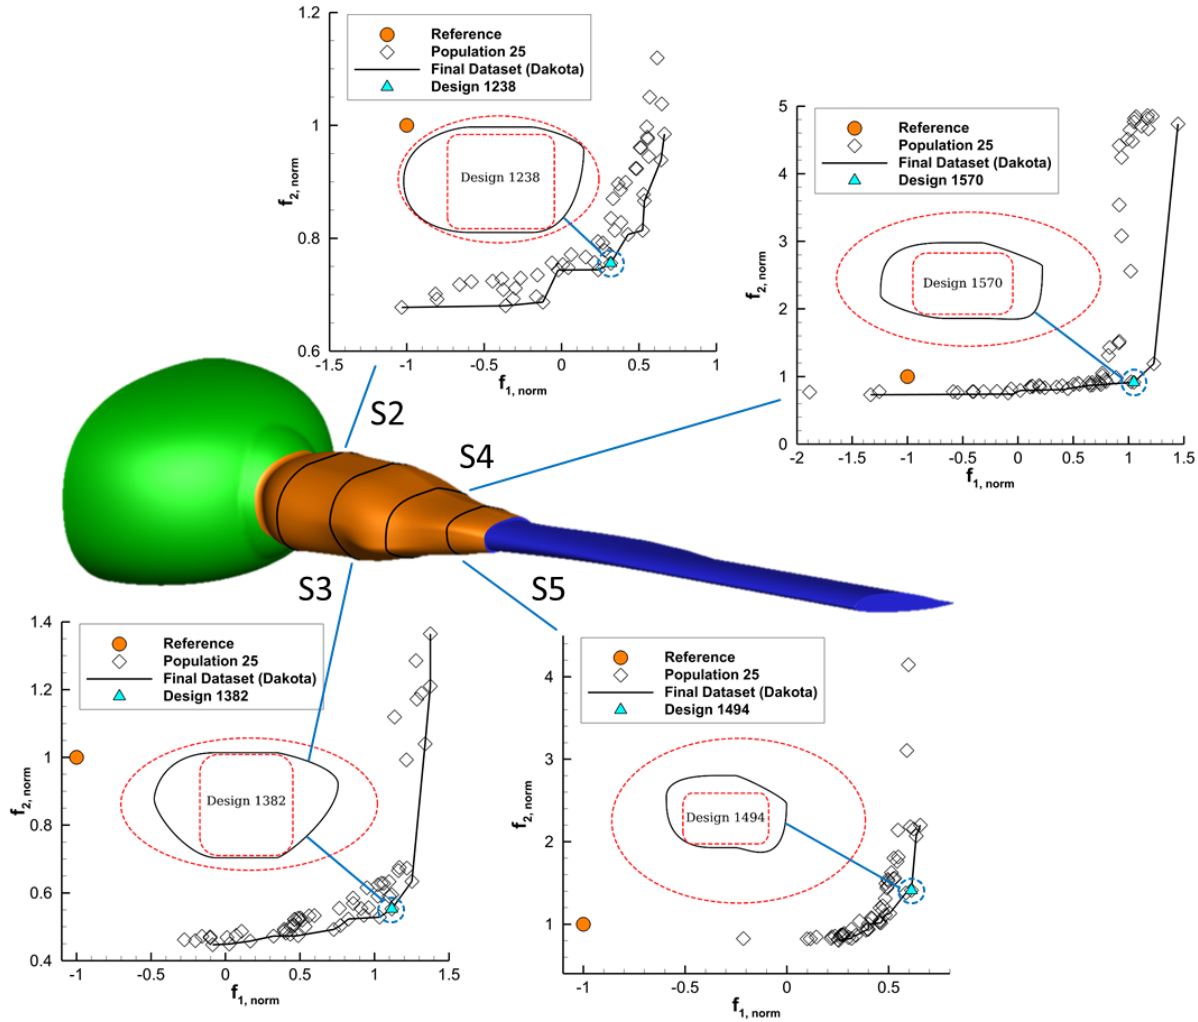 1.2
1
0.8
0.6
f2, norm
-1.5
-1
-0.5
0
0.5
1
f1, norm
Reference
Population 25
Final Dataset (Dakota)
Design 1238
Design 1238
5
4
3
2
1
0
f2, norm
-2
-1.5
-1
-0.5
0
0.5
1
1.5
f1, norm
Reference
Population 25
Final Dataset (Dakota)
Design 1570
Design 1570
S2
S4
S3
S5
1.4
1.2
1
0.8
0.6
0.4
f2, norm
-1
-0.5
0
0.5
1
1.5
f1, norm
Reference
Population 25
Final Dataset (Dakota)
Design 1382
Design 1382
4
3
2
1
f2, norm
-1
-0.5
0
0.5
f1, norm
Reference
Population 25
Final Dataset (Dakota)
Design 1494
Design 1494